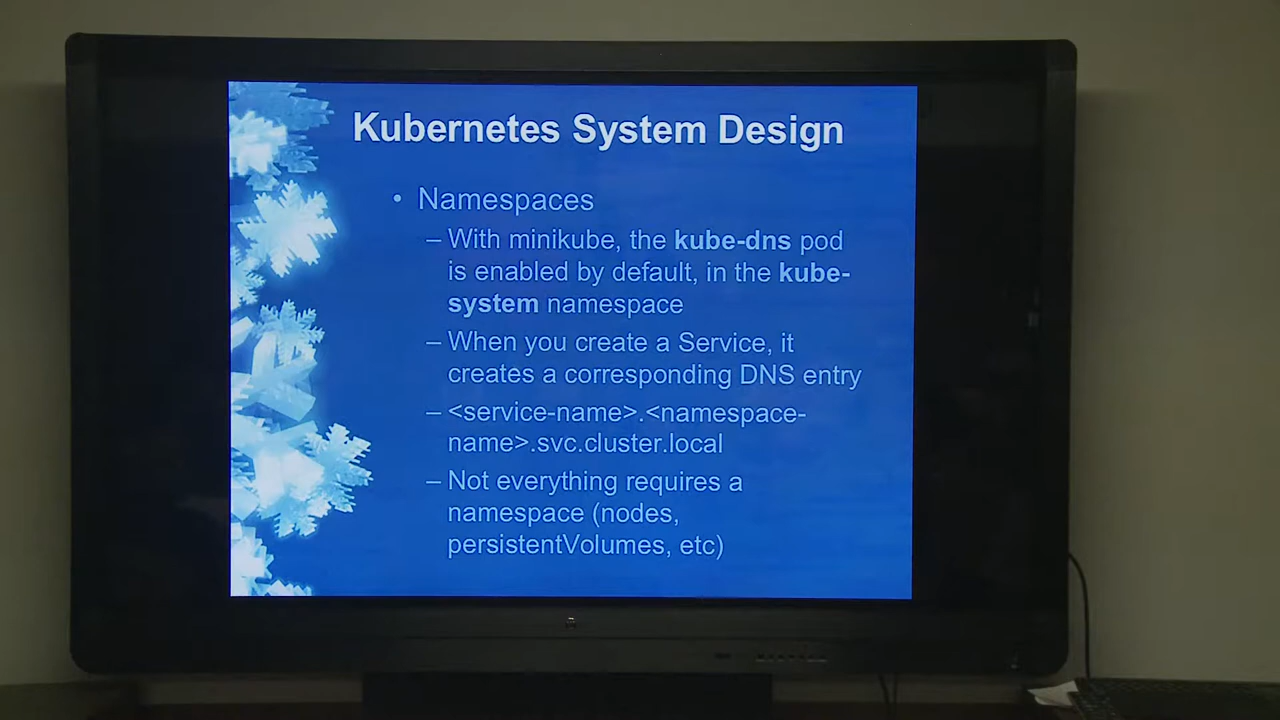 Kubernetes System Design
• Namespaces
– With minikube, the kube-dns pod
is enabled by default, in the kube-
system namespace
– When you create a Service, it
creates a corresponding DNS entry
– <service-name>.<namespace-
name>.svc.cluster.local
– Not everything requires a
namespace (nodes,
persistentVolumes, etc)